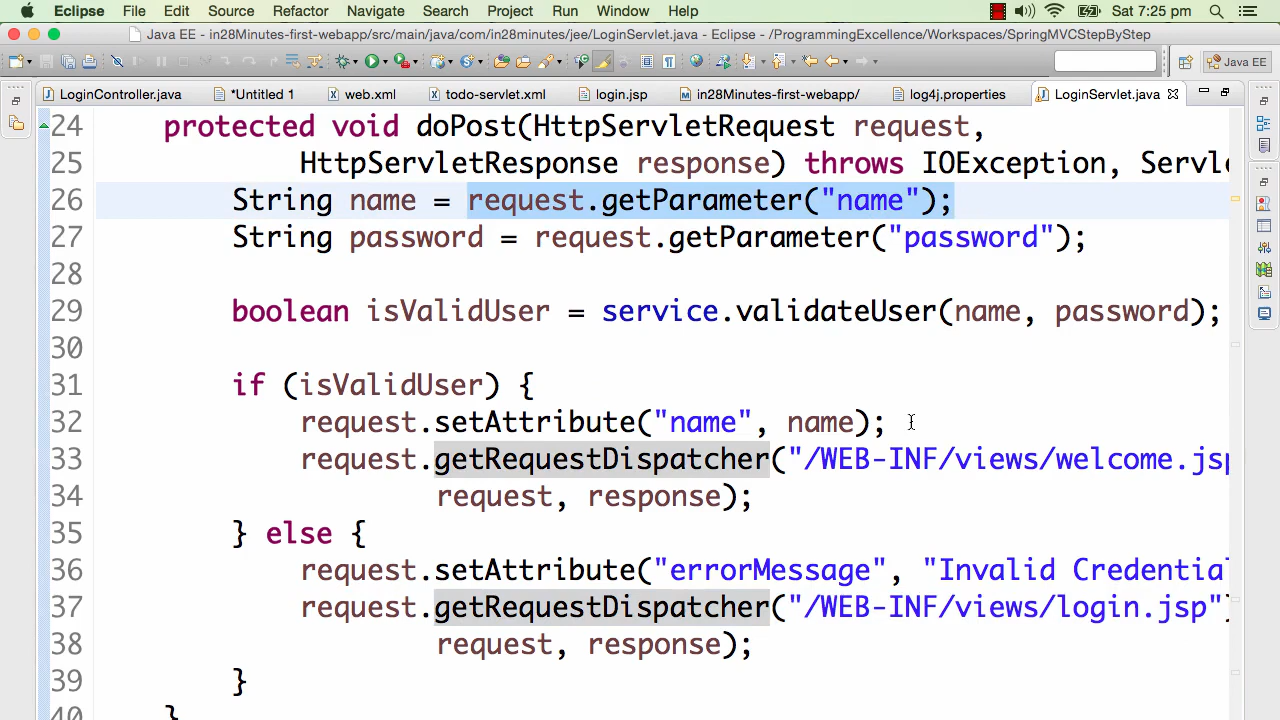 Eclipse File Edit Source Refactor Navigate Search Project Run Window Help Sat 7:25 pm
Java EE - in28Minutes-first-webapp/src/main/java/com/in28minutes/jee/LoginServlet.java - Eclipse - /ProgrammingExcellence/Workspaces/SpringMVCStepByStep
Java EE
LoginController.java *Untitled 1 web.xml todo-servlet.xml login.jsp in28Minutes-first-webapp/ log4j.properties LoginServlet.java
24 protected void doPost(HttpServletRequest request,
25 HttpServletResponse response) throws IOException, Servl
26 String name = request.getParameter("name");
27 String password = request.getParameter("password");
28
29 boolean isValidUser = service.validateUser(name, password);
30
31 if (isValidUser) {
32 request.setAttribute("name", name);
33 request.getRequestDispatcher("/WEB-INF/views/welcome.jsp
34 request, response);
35 } else {
36 request.setAttribute("errorMessage", "Invalid Credentia
37 request.getRequestDispatcher("/WEB-INF/views/login.jsp")
38 request, response);
39 }
40 }